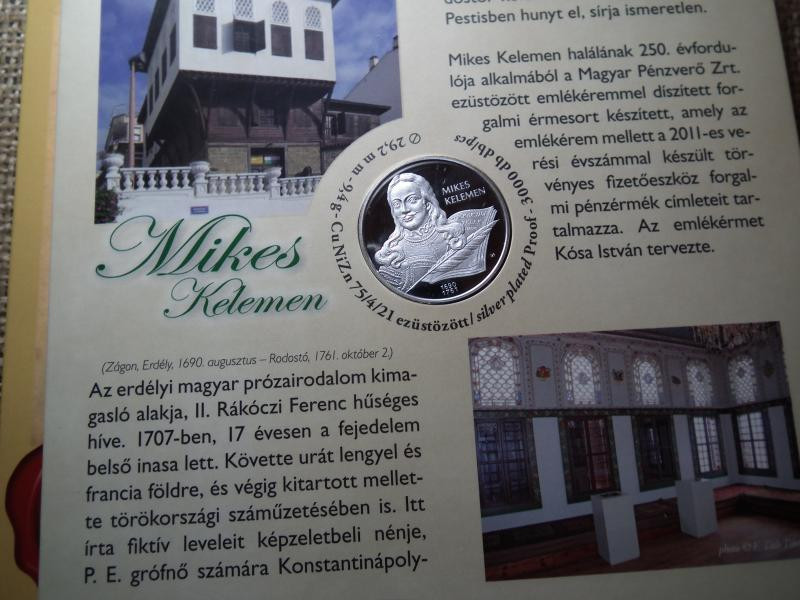 Pestisben hunyt el, sírja ismeretlen.
Mikes Kelemen halálának 250. évfordu-
lója alkalmából a Magyar Pénzverő Zrt.
ezüstözött emlékéremmel díszített for-
galmi érmesort készített, amely az
emlékérem mellett a 2011-es ve-
rési évszámmal készült tör-
vényes fizetőeszköz forgal-
mi pénzérmék címleteit tar-
talmazza. Az emlékérmet
Kósa István tervezte.
Ø 29,2 mm - 9,4g - CuNiZn 75/4/21 ezüstözött/silver plated Proof - 3000 db db/pcs
MIKES
KELEMEN
1690
1761
Mikes
Kelemen
(Zágon, Erdély, 1690. augusztus – Rodostó, 1761. október 2.)
Az erdélyi magyar prózairodalom kima-
gasló alakja, II. Rákóczi Ferenc hűséges
híve. 1707-ben, 17 évesen a fejedelem
belső inasa lett. Követte urát lengyel és
francia földre, és végig kitartott mellet-
te törökországi száműzetésében is. Itt
írta fiktív leveleit képzeletbeli nénje,
P. E. grófnő számára Konstantinápoly-
photo ©